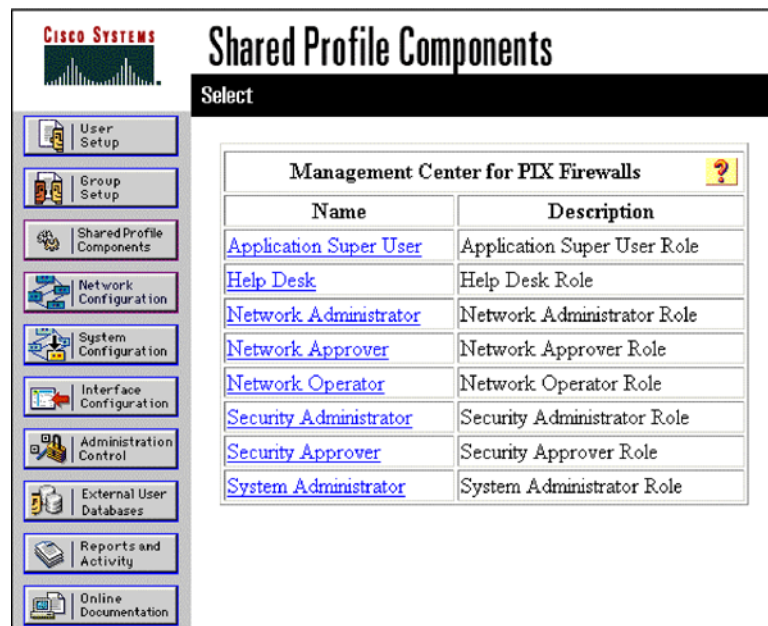 CISCO SYSTEMS
Shared Profile Components
Select
User
Setup
Group
Setup
Shared Profile
Components
Network
Configuration
System
Configuration
Interface
Configuration
Administration
Control
External User
Databases
Reports and
Activity
Online
Documentation
Management Center for PIX Firewalls ?
Name Description
Application Super User Application Super User Role
Help Desk Help Desk Role
Network Administrator Network Administrator Role
Network Approver Network Approver Role
Network Operator Network Operator Role
Security Administrator Security Administrator Role
Security Approver Security Approver Role
System Administrator System Administrator Role